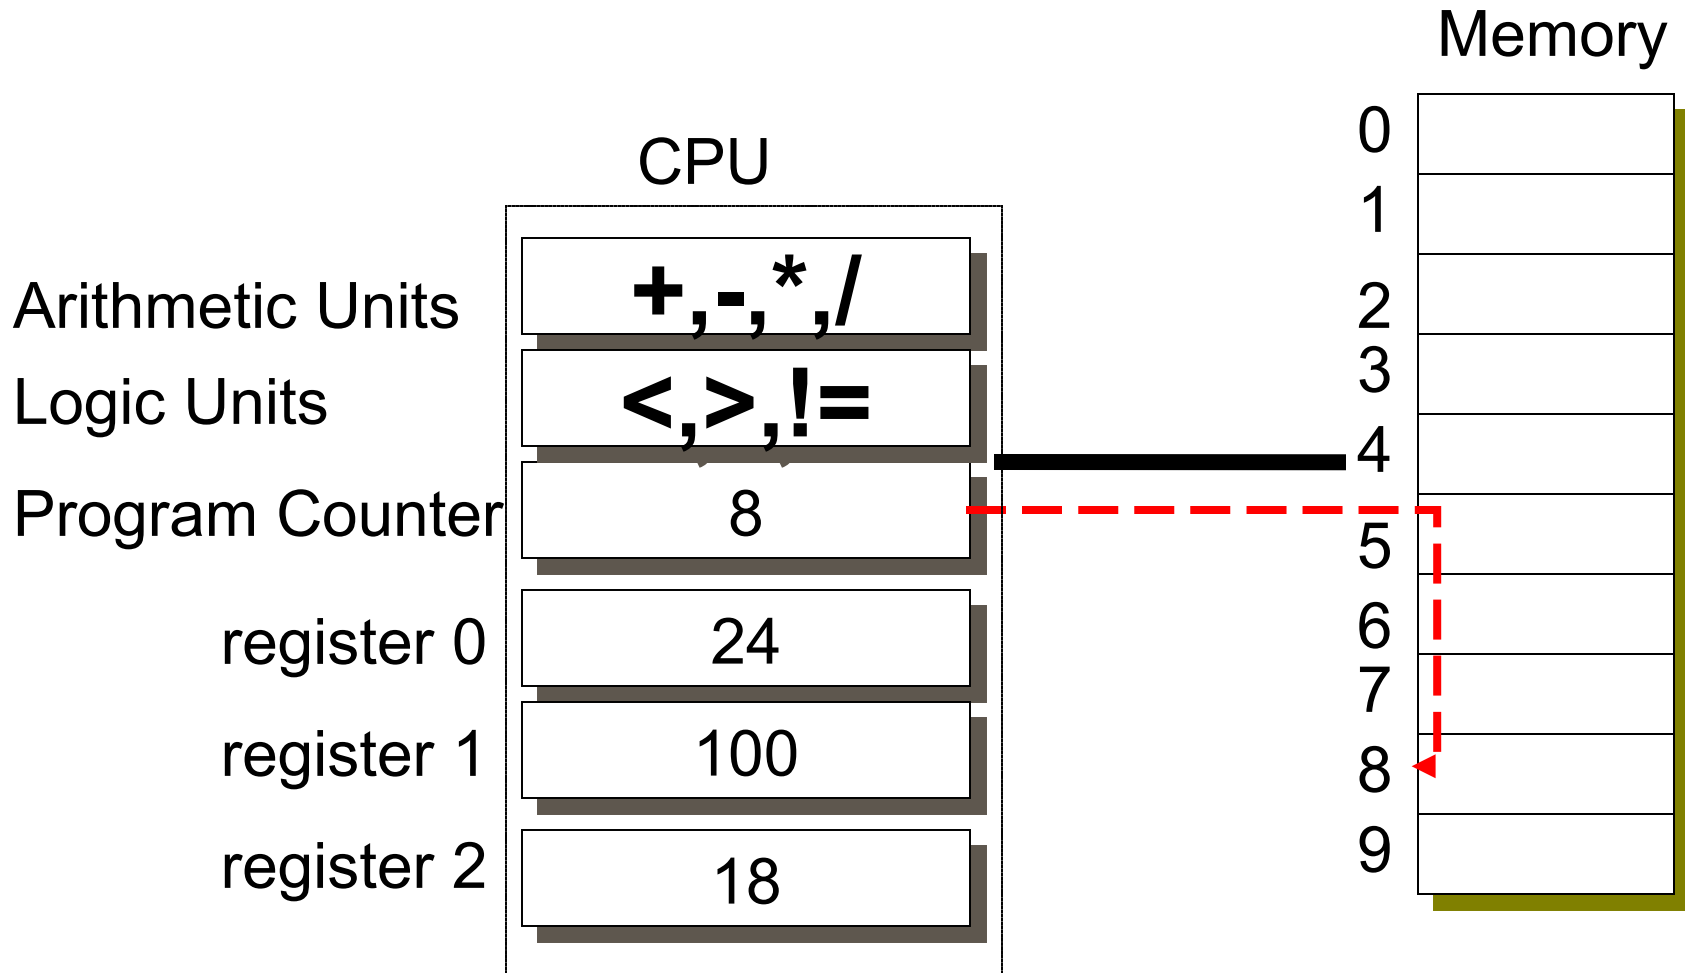 Memory
CPU
Arithmetic Units
+,-,*,/
Logic Units
<,>,!=
Program Counter
8
register 0
24
register 1
100
register 2
18
0
1
2
3
4
5
6
7
8
9